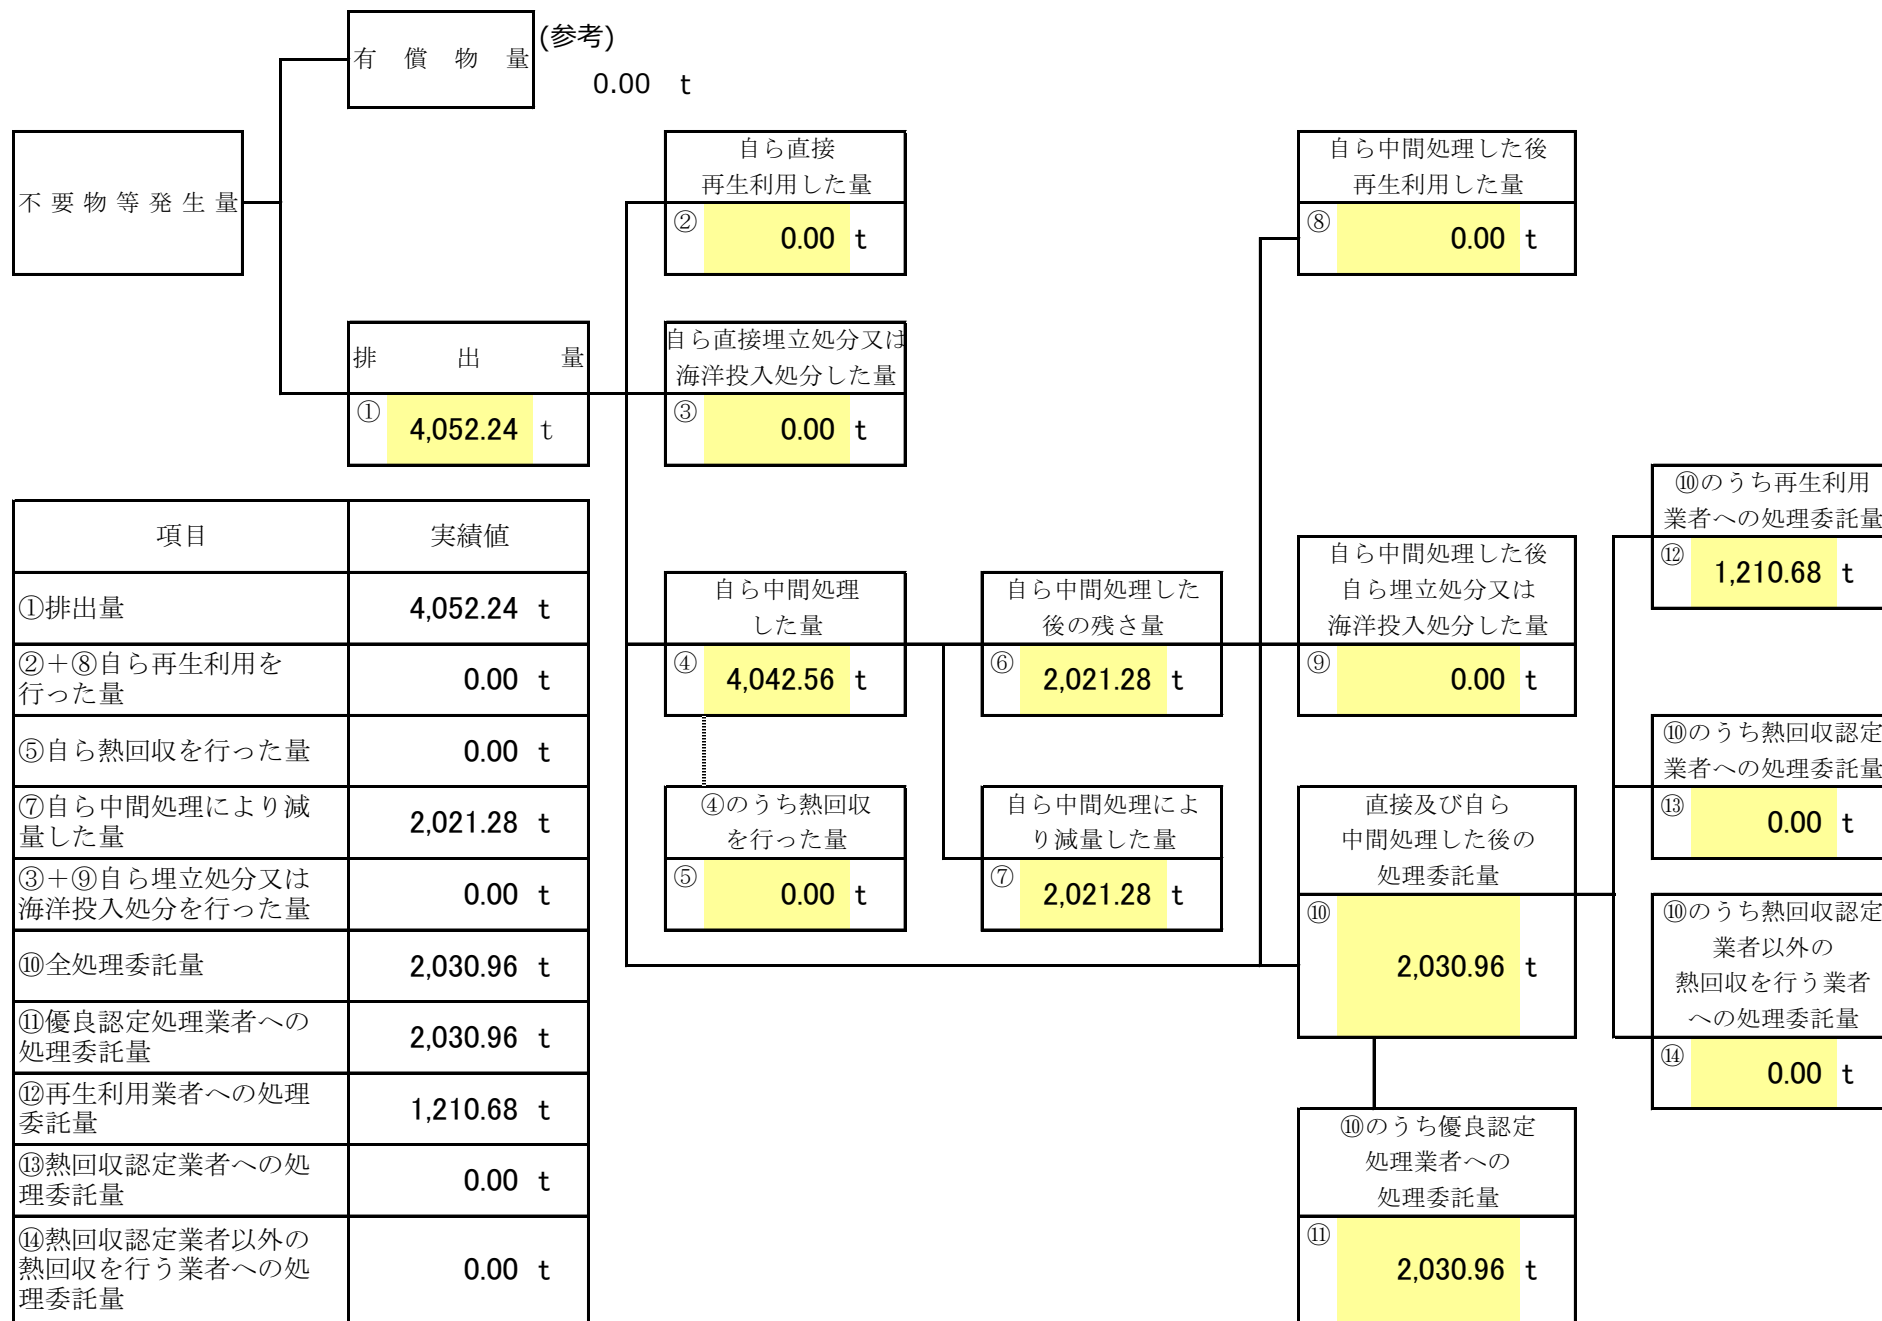 有償物量
(参考)
0.00 t
不要物等発生量
自ら直接
再生利用した量
② 0.00 t
自ら中間処理した後
再生利用した量
⑧ 0.00 t
排出量
① 4,052.24 t
自ら直接埋立処分又は
海洋投入処分した量
③ 0.00 t
⑩のうち再生利用
業者への処理委託量
⑫ 1,210.68 t
自ら中間処理
した量
④ 4,042.56 t
自ら中間処理した
後の残さ量
⑥ 2,021.28 t
自ら中間処理した後
自ら埋立処分又は
海洋投入処分した量
⑨ 0.00 t
⑩のうち熱回収認定
業者への処理委託量
⑬ 0.00 t
④のうち熱回収
を行った量
⑤ 0.00 t
自ら中間処理によ
り減量した量
⑦ 2,021.28 t
直接及び自ら
中間処理した後の
処理委託量
⑩ 2,030.96 t
⑩のうち熱回収認定
業者以外の
熱回収を行う業者
への処理委託量
⑭ 0.00 t
⑩のうち優良認定
処理業者への
処理委託量
⑪ 2,030.96 t
項目 実績値
①排出量 4,052.24 t
②+⑧自ら再生利用を
行った量 0.00 t
⑤自ら熱回収を行った量 0.00 t
⑦自ら中間処理により減
量した量 2,021.28 t
③+⑨自ら埋立処分又は
海洋投入処分を行った量 0.00 t
⑩全処理委託量 2,030.96 t
⑪優良認定処理業者への
処理委託量 2,030.96 t
⑫再生利用業者への処理
委託量 1,210.68 t
⑬熱回収認定業者への処
理委託量 0.00 t
⑭熱回収認定業者以外の
熱回収を行う業者への処
理委託量 0.00 t